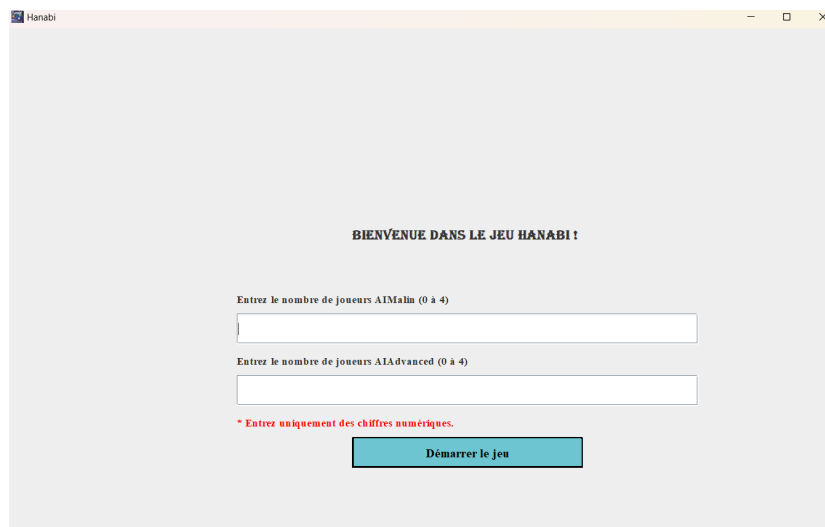 Hanabi
BIENVENUE DANS LE JEU HANABI !
Entrez le nombre de joueurs AIMalin (0 à 4)
Entrez le nombre de joueurs AIAdvanced (0 à 4)
* Entrez uniquement des chiffres numériques.
Démarrer le jeu